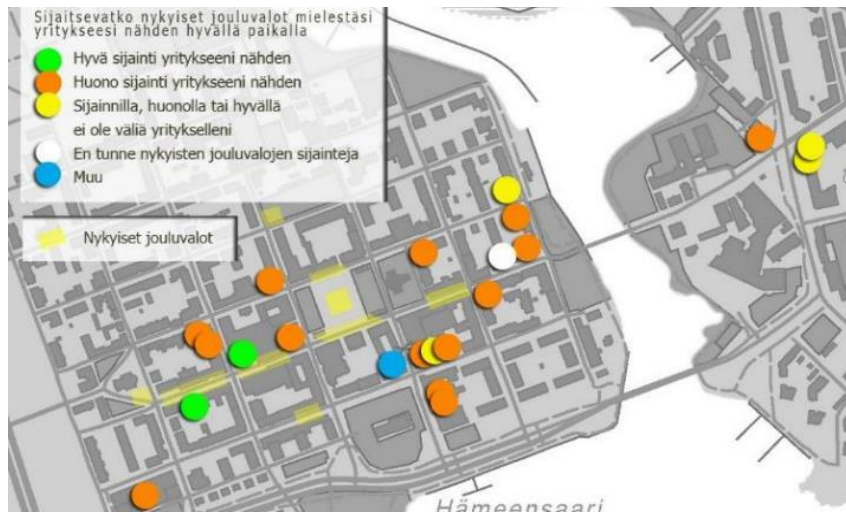 Sijaitsevatko nykyiset jouluvalot mielestäsi
yritykseesi nähden hyvällä paikalla
Hyvä sijainti yritykseeni nähden
Huono sijainti yritykseeni nähden
Sijainnilla, huonolla tai hyvällä
ei ole väliä yritykselleni
En tunne nykyisten jouluvalojen sijainteja
Muu
Nykyiset jouluvalot
Hämeensaari